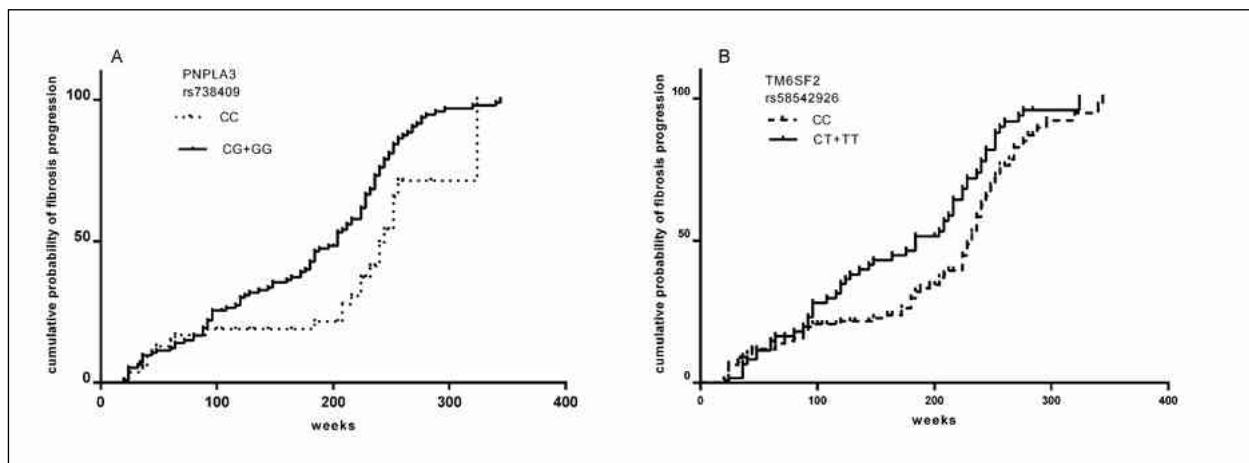 A
PNPLA3
rs738409
CC
CG+GG
cumulative probability of fibrosis progression
100
50
0
0 100 200 300 400
weeks
B
TM6SF2
rs58542926
CC
CT+TT
cumulative probability of fibrosis progression
100
50
0
0 100 200 300 400
weeks